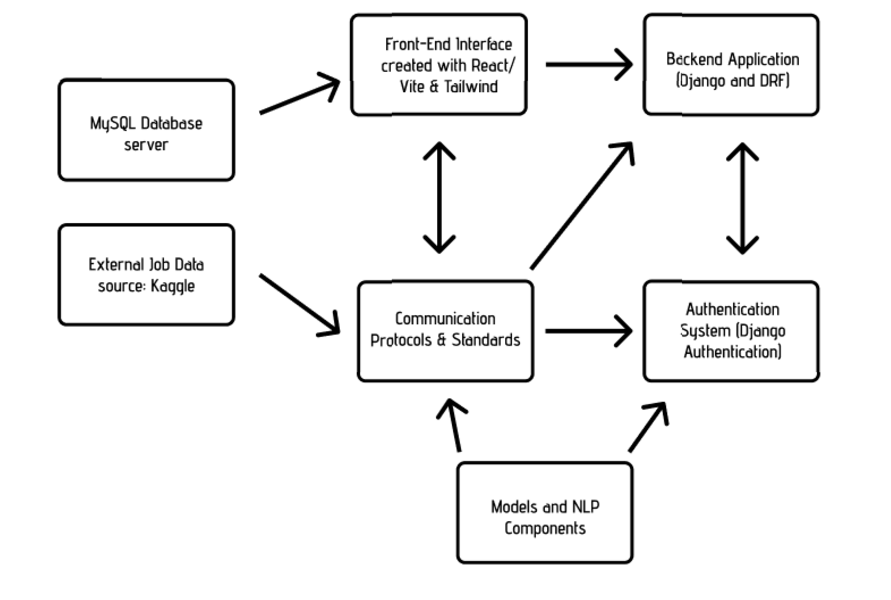 Front-End Interface
created with React/
Vite & Tailwind
Backend Application
(Django and DRF)
MySQL Database
server
External Job Data
source: Kaggle
Communication
Protocols & Standards
Authentication
System (Django
Authentication)
Models and NLP
Components